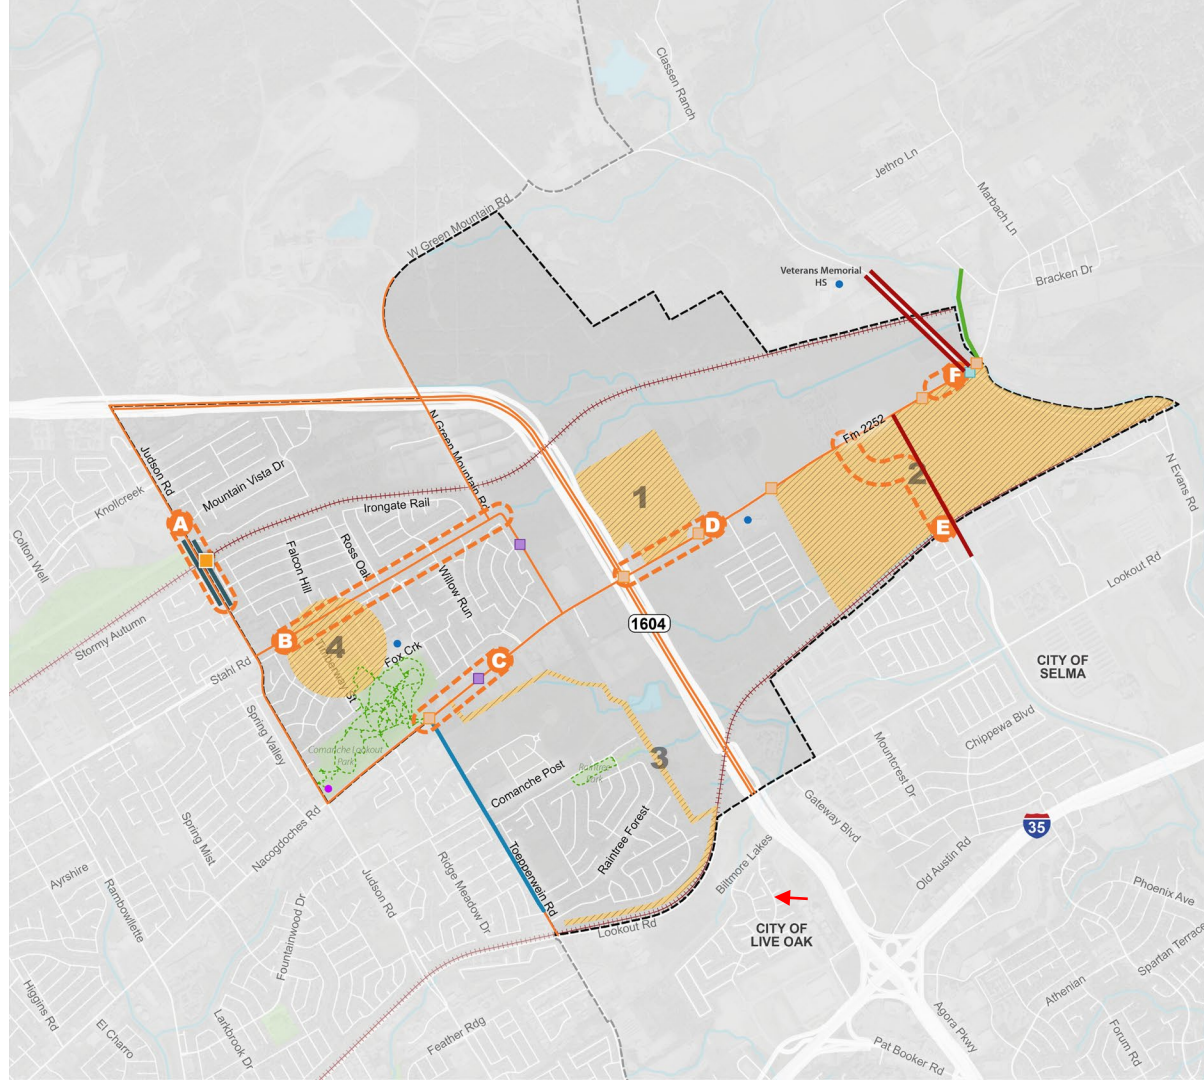 Classen Ranch
Jethro Ln
Marbach Ln
W Green Mountain Rd
Veterans Memorial
HS
Bracken Dr
F
Judson Rd
N Green Mountain Rd
Fm 2252
Knollcreek
Mountain Vista Dr
Irongate Rail
N Evans Rd
1
2
A
D
E
Colton Well
Falcon Hill
Ross Oak
Willow Run
Lookout Rd
1604
Stormy Autumn
B
4
Fox Crk
C
Stahl Rd
CITY OF
SELMA
Spring Valley
Comanche Lookout
Park
Chippewa Blvd
Mountcrest Dr
Comanche Post
Raintree
Park
3
Gateway Blvd
35
Nacogdoches Rd
Raintree Forest
Spring Mist
Toepperwein Rd
Biltmore Lakes
Old Austin Rd
Ayrshire
Rambowllette
Judson Rd
Ridge Meadow Dr
Phoenix Ave
Fountainwood Dr
Lookout Rd
CITY OF
LIVE OAK
Spartan Terrace
Athenian
Higgins Rd
El Charro
Larkbrook Dr
Feather Rdg
Agora Pkwy
Pat Booker Rd
Forum Rd